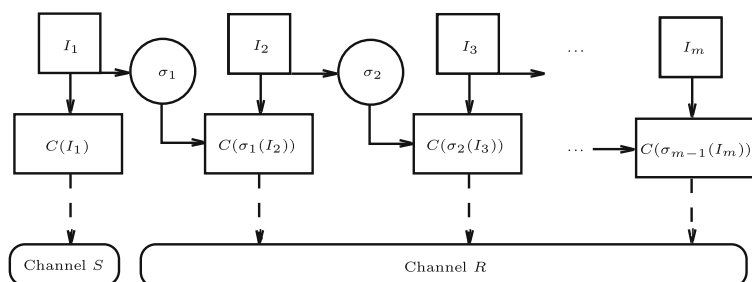 I₁ σ₁ I₂ σ₂ I₃ ... Iₘ
C(I₁) C(σ₁(I₂)) C(σ₂(I₃)) ... C(σₘ₋₁(Iₘ))
Channel S Channel R